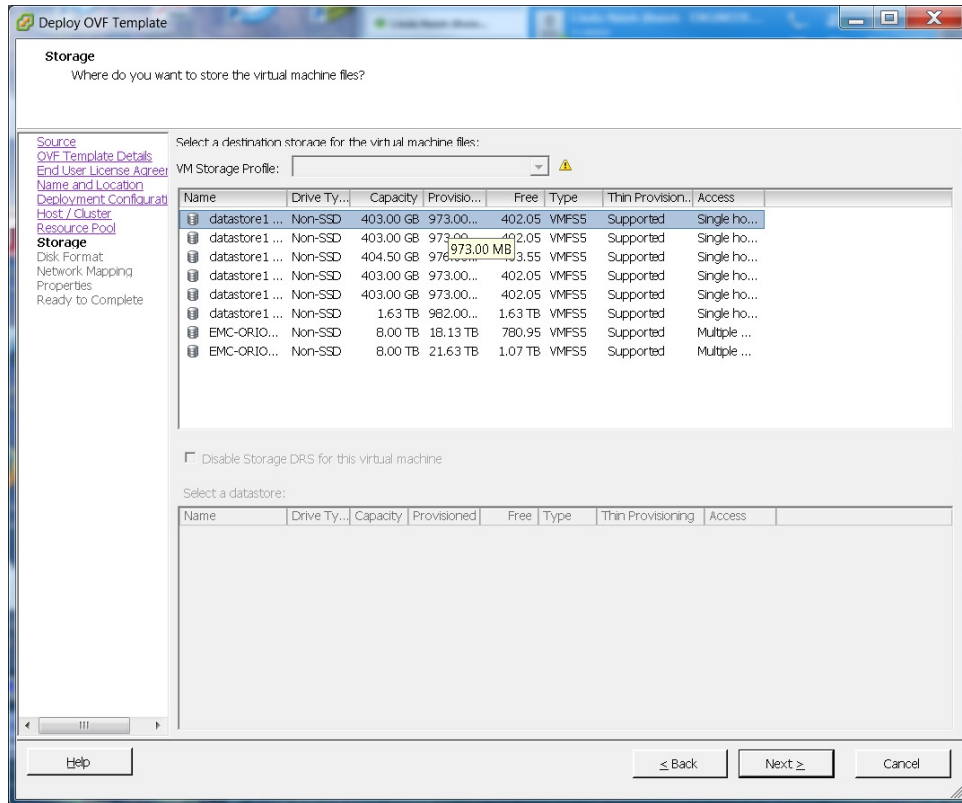 Deploy OVF Template
Storage
Where do you want to store the virtual machine files?
Source
OVF Template Details
End User License Agreer
Name and Location
Deployment Configurati
Host / Cluster
Resource Pool
Storage
Disk Format
Network Mapping
Properties
Ready to Complete
Select a destination storage for the virtual machine files:
VM Storage Profile:
Name Drive Ty... Capacity Provisio... Free Type Thin Provision.. Access
datastore1 ... Non-SSD 403.00 GB 973.00... 402.05 VMFS5 Supported Single ho...
datastore1 ... Non-SSD 403.00 GB 973.00... 402.05 VMFS5 Supported Single ho...
973.00 MB
datastore1 ... Non-SSD 404.50 GB VMFS5 Supported Single ho...
datastore1 ... Non-SSD 403.00 GB 973.00... 402.05 VMFS5 Supported Single ho...
datastore1 ... Non-SSD 403.00 GB 973.00... 402.05 VMFS5 Supported Single ho...
datastore1 ... Non-SSD 1.63 TB 982.00... 1.63 TB VMFS5 Supported Single ho...
EMC-ORIO... Non-SSD 8.00 TB 18.13 TB 780.95 VMFS5 Supported Multiple ...
EMC-ORIO... Non-SSD 8.00 TB 21.63 TB 1.07 TB VMFS5 Supported Multiple ...
Disable Storage DRS for this virtual machine
Select a datastore:
Name Drive Ty... Capacity Provisioned Free Type Thin Provisioning Access
Help
< Back
Next >
Cancel